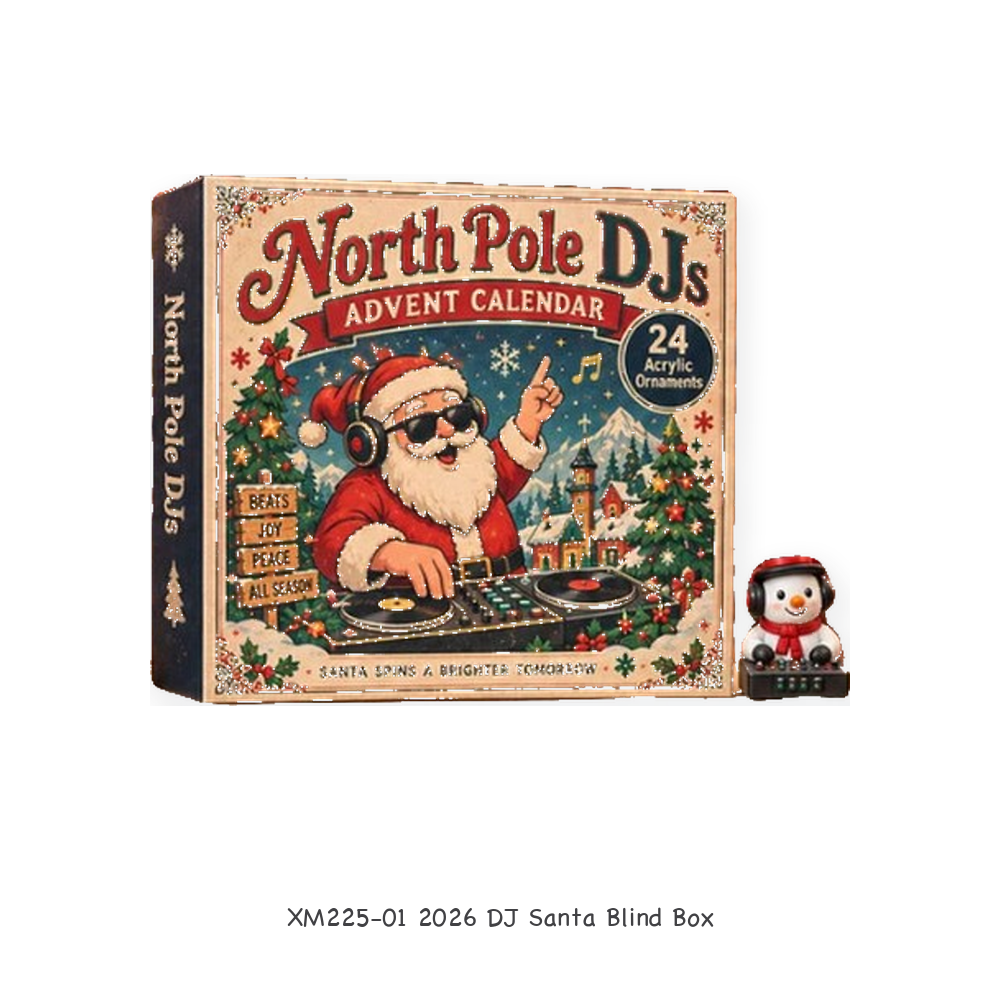 North Pole DJs
ADVENT CALENDAR
24
Acrylic
Ornaments
North Pole DJs
BEATS
JOY
PEACE
ALL SEASON
SANTA SPINS A BRIGHTER TOMORROW
XM225-01 2026 DJ Santa Blind Box